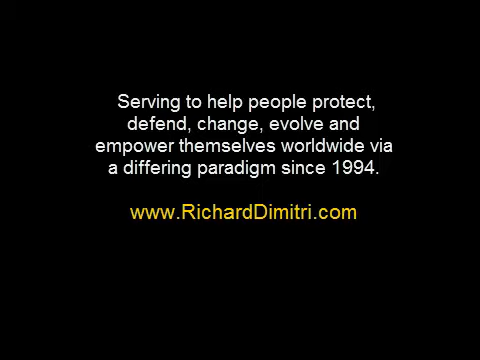 Serving to help people protect,
defend, change, evolve and
empower themselves worldwide via
a differing paradigm since 1994.
www.RichardDimitri.com